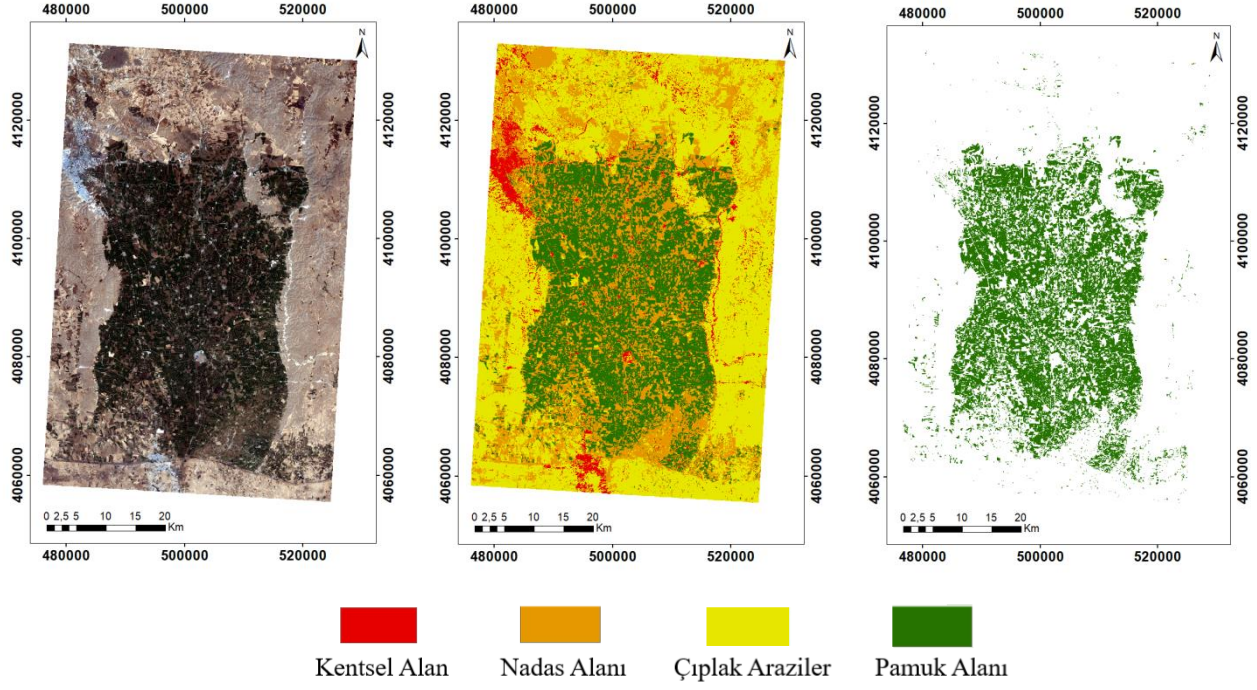 480000 500000 520000
480000 500000 520000
480000 500000 520000
N
N
N
4120000 4120000 4120000 4120000
4100000 4100000 4100000 4100000
4080000 4080000 4080000 4080000
4060000 4060000 4060000 4060000
0 2,5 5 10 15 20 Km
0 2,5 5 10 15 20 Km
0 2,5 5 10 15 20 Km
480000 500000 520000
480000 500000 520000
480000 500000 520000
Kentsel Alan Nadas Alanı Çıplak Araziler Pamuk Alanı